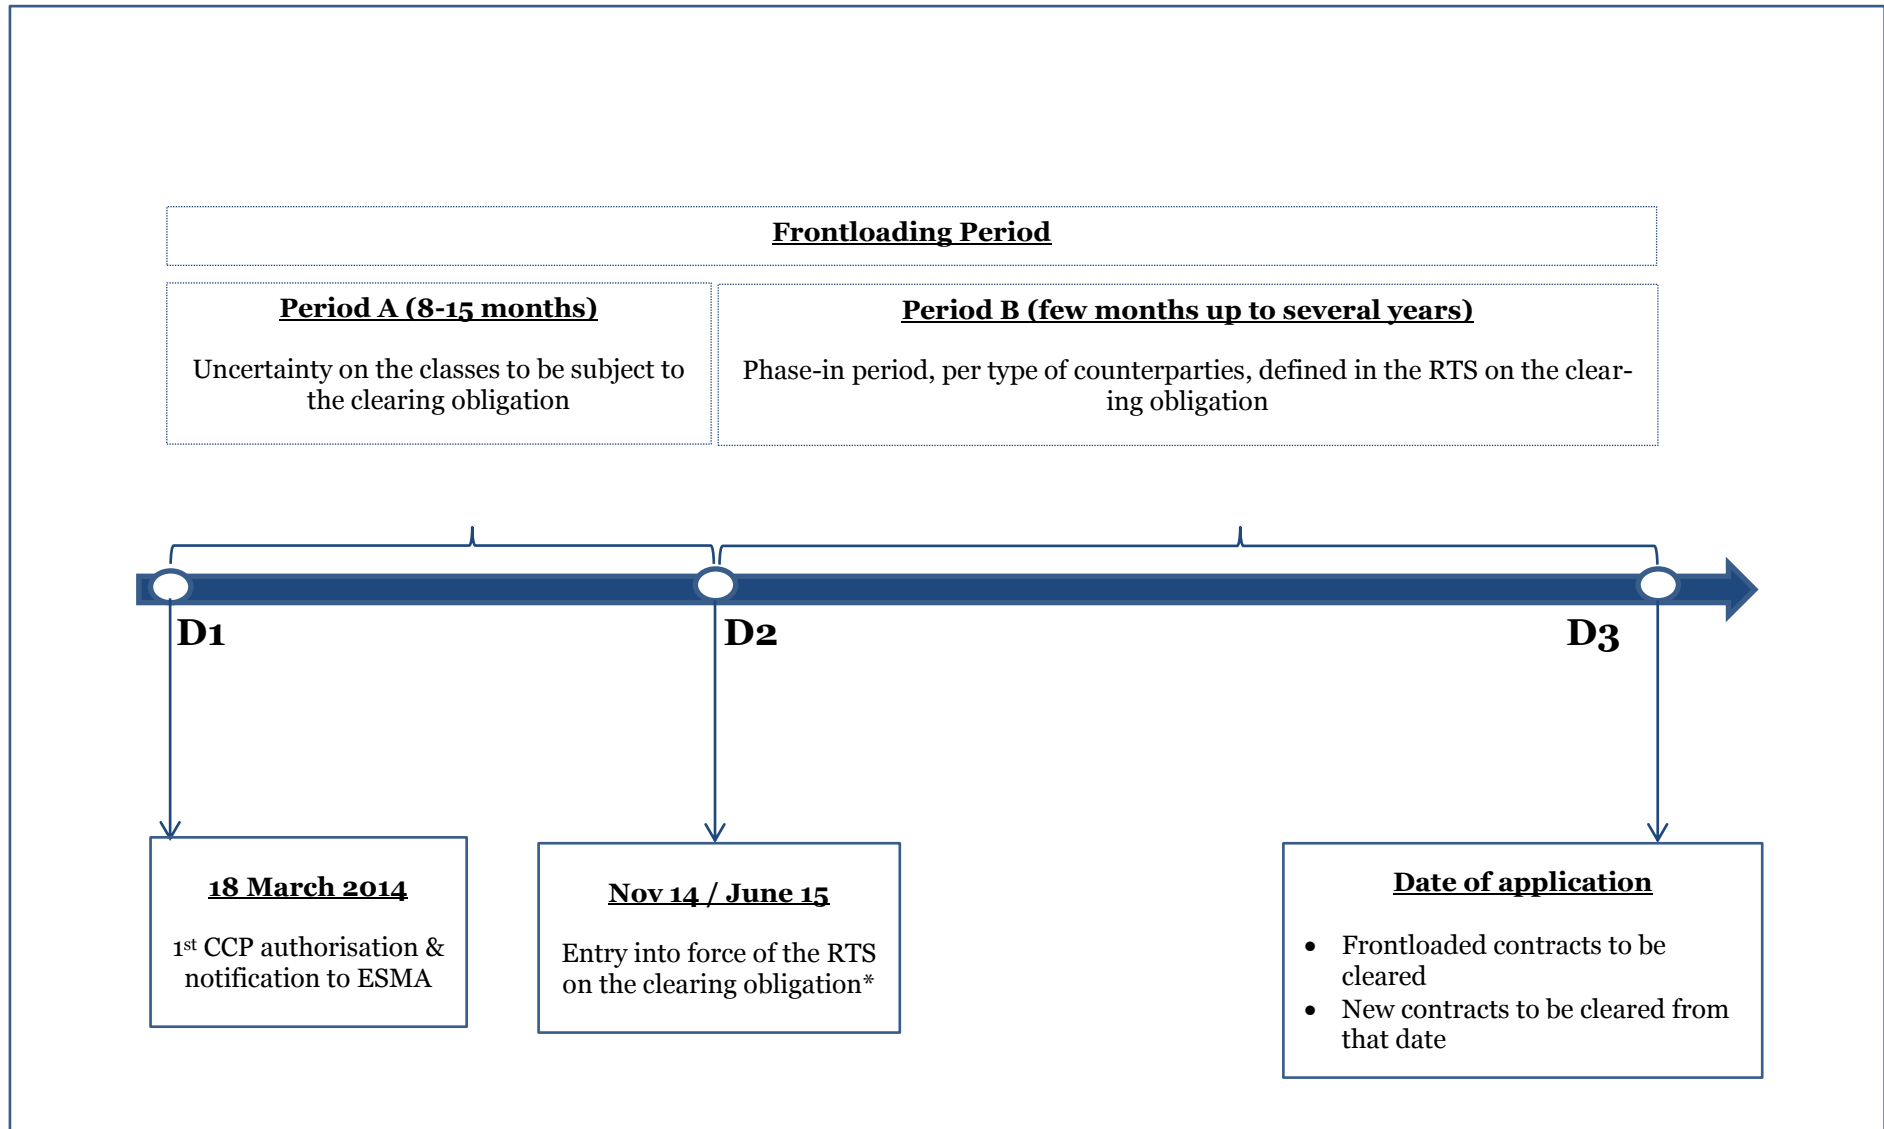 Frontloading Period
Period A (8-15 months)
Uncertainty on the classes to be subject to
the clearing obligation
Period B (few months up to several years)
Phase-in period, per type of counterparties, defined in the RTS on the clear-
ing obligation
D1
D2
D3
18 March 2014
1st CCP authorisation &
notification to ESMA
Nov 14 / June 15
Entry into force of the RTS
on the clearing obligation*
Date of application
• Frontloaded contracts to be
cleared
• New contracts to be cleared from
that date